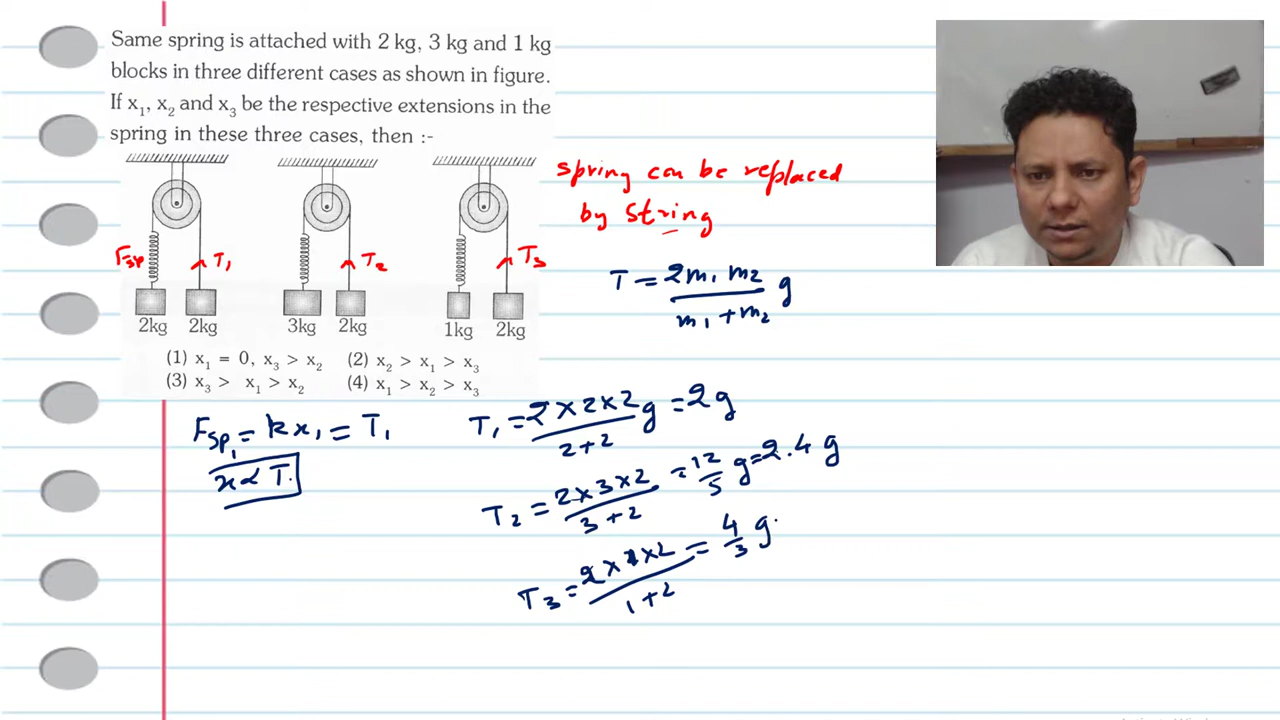 Same spring is attached with 2 kg, 3 kg and 1 kg
blocks in three different cases as shown in figure.
If x₁, x₂ and x₃ be the respective extensions in the
spring in these three cases, then :-
spring can be replaced
by string
Fsp T₁ T₂ T₃
2kg 2kg 3kg 2kg 1kg 2kg
T = 2m₁ m₂ / m₁ + m₂ g
(1) x₁ = 0, x₃ > x₂ (2) x₂ > x₁ > x₃
(3) x₃ > x₁ > x₂ (4) x₁ > x₂ > x₃
Fsp₁ = kx₁ = T₁
x ∝ T.
T₁ = 2×2×2 / 2+2 g = 2g
T₂ = 2×3×2 / 3+2 = 12/5 g = 2.4 g
T₃ = 2×1×2 / 1+2 = 4/3 g.